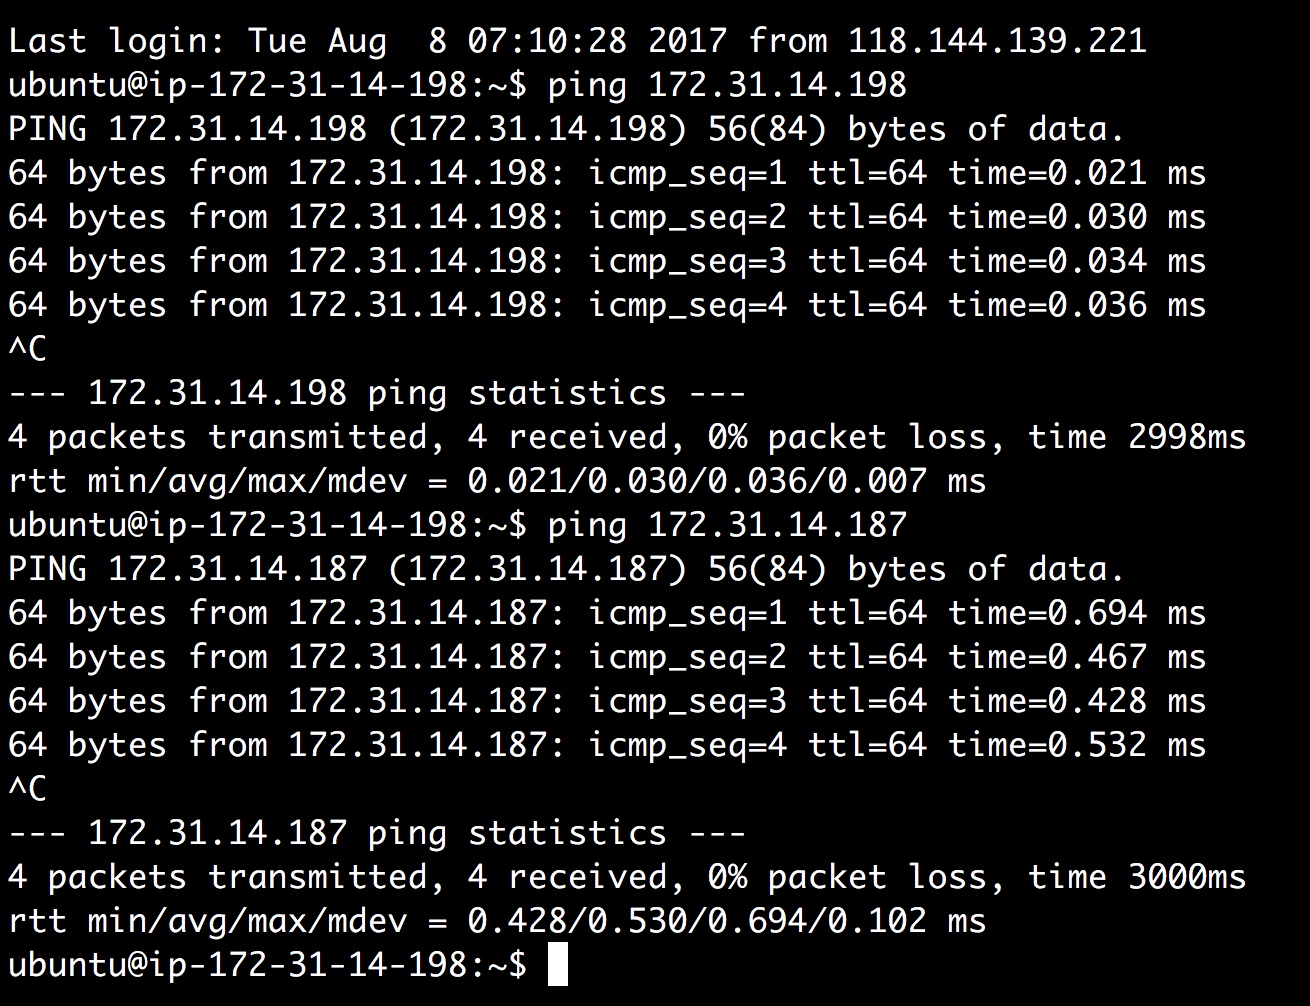 Last login: Tue Aug  8 07:10:28 2017 from 118.144.139.221
ubuntu@ip-172-31-14-198:~$ ping 172.31.14.198
PING 172.31.14.198 (172.31.14.198) 56(84) bytes of data.
64 bytes from 172.31.14.198: icmp_seq=1 ttl=64 time=0.021 ms
64 bytes from 172.31.14.198: icmp_seq=2 ttl=64 time=0.030 ms
64 bytes from 172.31.14.198: icmp_seq=3 ttl=64 time=0.034 ms
64 bytes from 172.31.14.198: icmp_seq=4 ttl=64 time=0.036 ms
^C
--- 172.31.14.198 ping statistics ---
4 packets transmitted, 4 received, 0% packet loss, time 2998ms
rtt min/avg/max/mdev = 0.021/0.030/0.036/0.007 ms
ubuntu@ip-172-31-14-198:~$ ping 172.31.14.187
PING 172.31.14.187 (172.31.14.187) 56(84) bytes of data.
64 bytes from 172.31.14.187: icmp_seq=1 ttl=64 time=0.694 ms
64 bytes from 172.31.14.187: icmp_seq=2 ttl=64 time=0.467 ms
64 bytes from 172.31.14.187: icmp_seq=3 ttl=64 time=0.428 ms
64 bytes from 172.31.14.187: icmp_seq=4 ttl=64 time=0.532 ms
^C
--- 172.31.14.187 ping statistics ---
4 packets transmitted, 4 received, 0% packet loss, time 3000ms
rtt min/avg/max/mdev = 0.428/0.530/0.694/0.102 ms
ubuntu@ip-172-31-14-198:~$